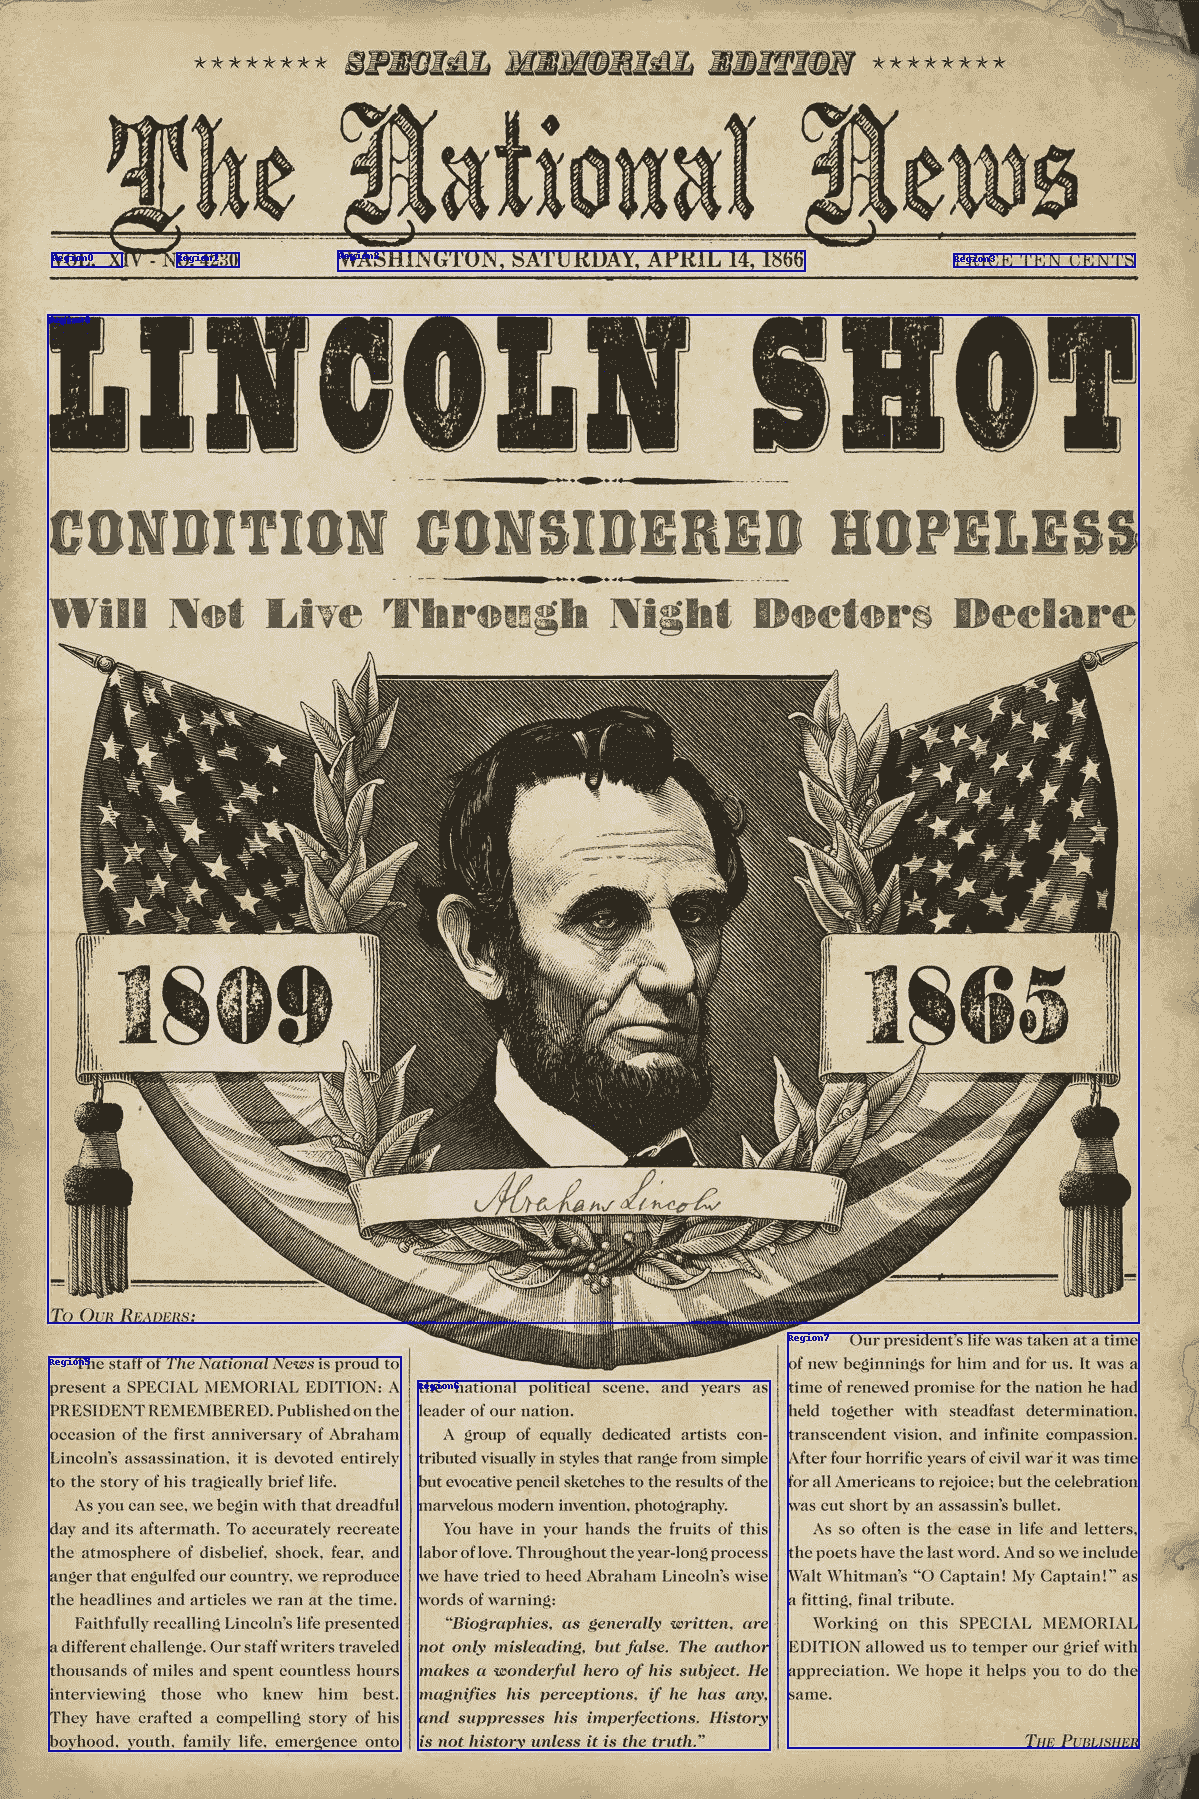 ******** SPECIAL MEMORIAL EDITION ********
The National News
VOL. XIV - NO. 4230 WASHINGTON, SATURDAY, APRIL 14, 1866 PRICE TEN CENTS
LINCOLN SHOT
CONDITION CONSIDERED HOPELESS
Will Not Live Through Night Doctors Declare
1809
1865
Abraham Lincoln
TO OUR READERS:
The staff of The National News is proud to
present a SPECIAL MEMORIAL EDITION: A
PRESIDENT REMEMBERED. Published on the
occasion of the first anniversary of Abraham
Lincoln's assassination, it is devoted entirely
to the story of his tragically brief life.
As you can see, we begin with that dreadful
day and its aftermath. To accurately recreate
the atmosphere of disbelief, shock, fear, and
anger that engulfed our country, we reproduce
the headlines and articles we ran at the time.
Faithfully recalling Lincoln's life presented
a different challenge. Our staff writers traveled
thousands of miles and spent countless hours
interviewing those who knew him best.
They have crafted a compelling story of his
boyhood, youth, family life, emergence onto
the national political scene, and years as
leader of our nation.
A group of equally dedicated artists con-
tributed visually in styles that range from simple
but evocative pencil sketches to the results of the
marvelous modern invention, photography.
You have in your hands the fruits of this
labor of love. Throughout the year-long process
we have tried to heed Abraham Lincoln's wise
words of warning:
“Biographies, as generally written, are
not only misleading, but false. The author
makes a wonderful hero of his subject. He
magnifies his perceptions, if he has any,
and suppresses his imperfections. History
is not history unless it is the truth.”
Our president's life was taken at a time
of new beginnings for him and for us. It was a
time of renewed promise for the nation he had
held together with steadfast determination,
transcendent vision, and infinite compassion.
After four horrific years of civil war it was time
for all Americans to rejoice; but the celebration
was cut short by an assassin's bullet.
As so often is the case in life and letters,
the poets have the last word. And so we include
Walt Whitman's “O Captain! My Captain!” as
a fitting, final tribute.
Working on this SPECIAL MEMORIAL
EDITION allowed us to temper our grief with
appreciation. We hope it helps you to do the
same.
THE PUBLISHER
Region0
Region1
Region2
Region3
Region5
Region6
Region7